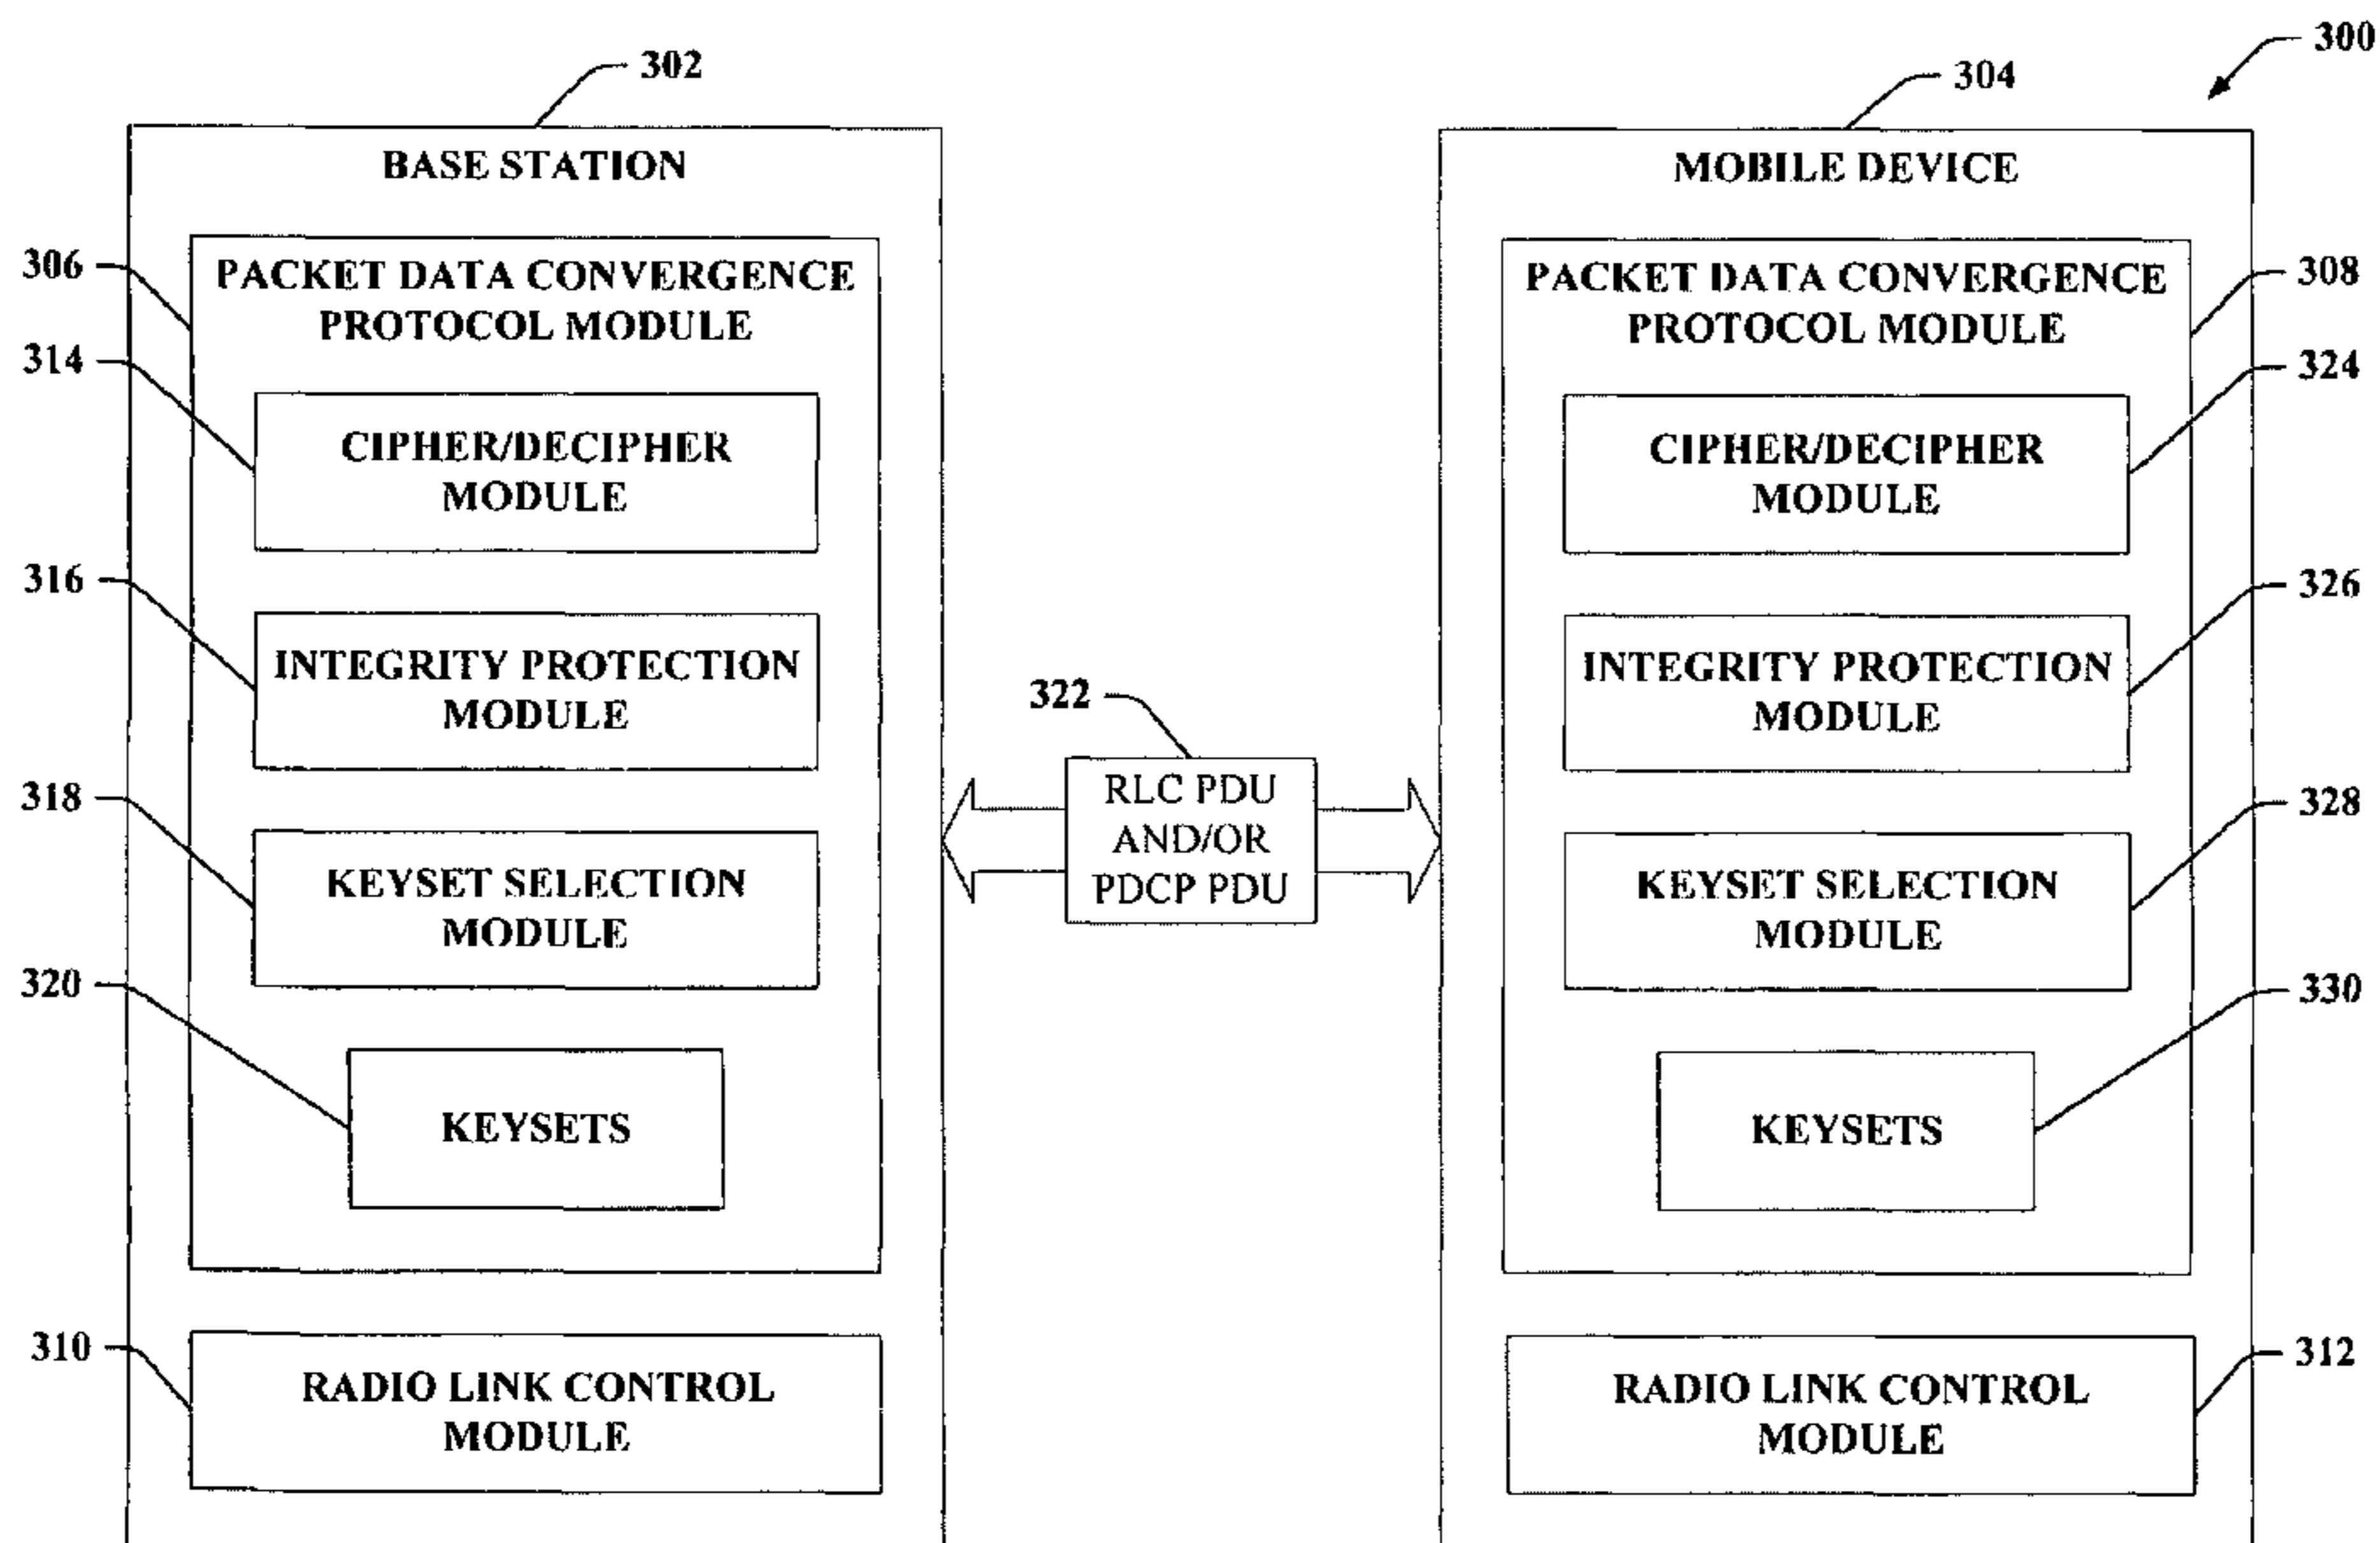 300
302
304
BASE STATION
MOBILE DEVICE
306
PACKET DATA CONVERGENCE
PROTOCOL MODULE
314
CIPHER/DECIPHER
MODULE
316
INTEGRITY PROTECTION
MODULE
318
KEYSET SELECTION
MODULE
320
KEYSETS
310
RADIO LINK CONTROL
MODULE
322
RLC PDU
AND/OR
PDCP PDU
PACKET DATA CONVERGENCE
PROTOCOL MODULE
308
324
CIPHER/DECIPHER
MODULE
326
INTEGRITY PROTECTION
MODULE
328
KEYSET SELECTION
MODULE
330
KEYSETS
312
RADIO LINK CONTROL
MODULE